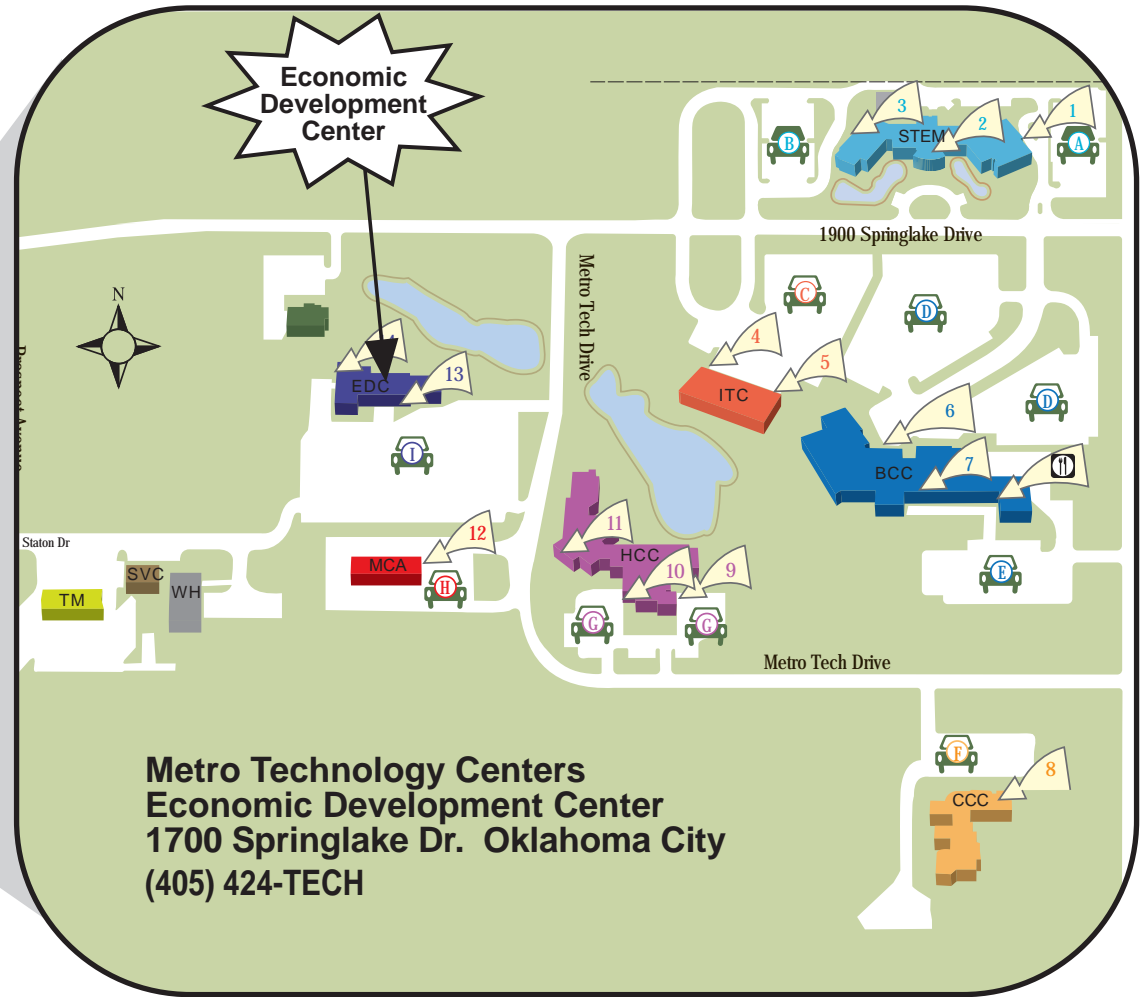 Economic
Development
Center
3
2
1
STEM
B
A
1900 Springlake Drive
Metro Tech Drive
N
C
D
4
5
ITC
13
EDC
D
6
I
7
BCC
Staton Dr
12
11
MCA
HCC
SVC
WH
H
10
9
E
TM
G
G
Metro Tech Drive
F
8
CCC
Metro Technology Centers
Economic Development Center
1700 Springlake Dr. Oklahoma City
(405) 424-TECH